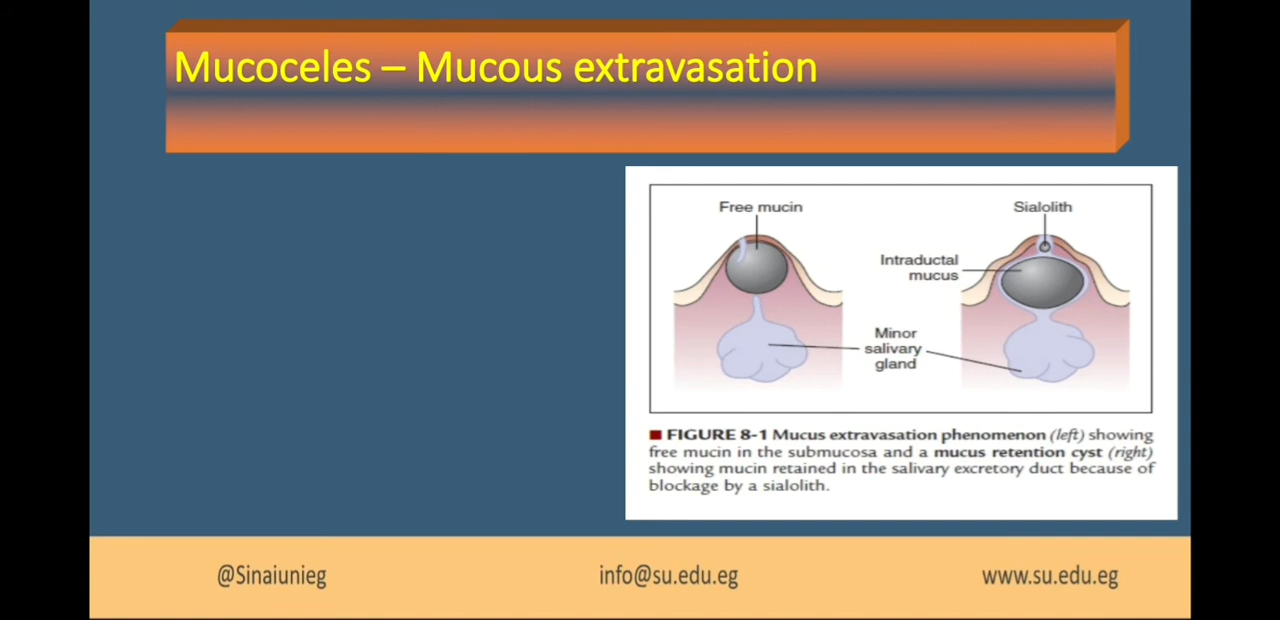 Mucoceles – Mucous extravasation
Free mucin
Sialolith
Intraductal
mucus
Minor
salivary
gland
■ FIGURE 8-1 Mucus extravasation phenomenon (left) showing
free mucin in the submucosa and a mucus retention cyst (right)
showing mucin retained in the salivary excretory duct because of
blockage by a sialolith.
@Sinaiunieg
info@su.edu.eg
www.su.edu.eg